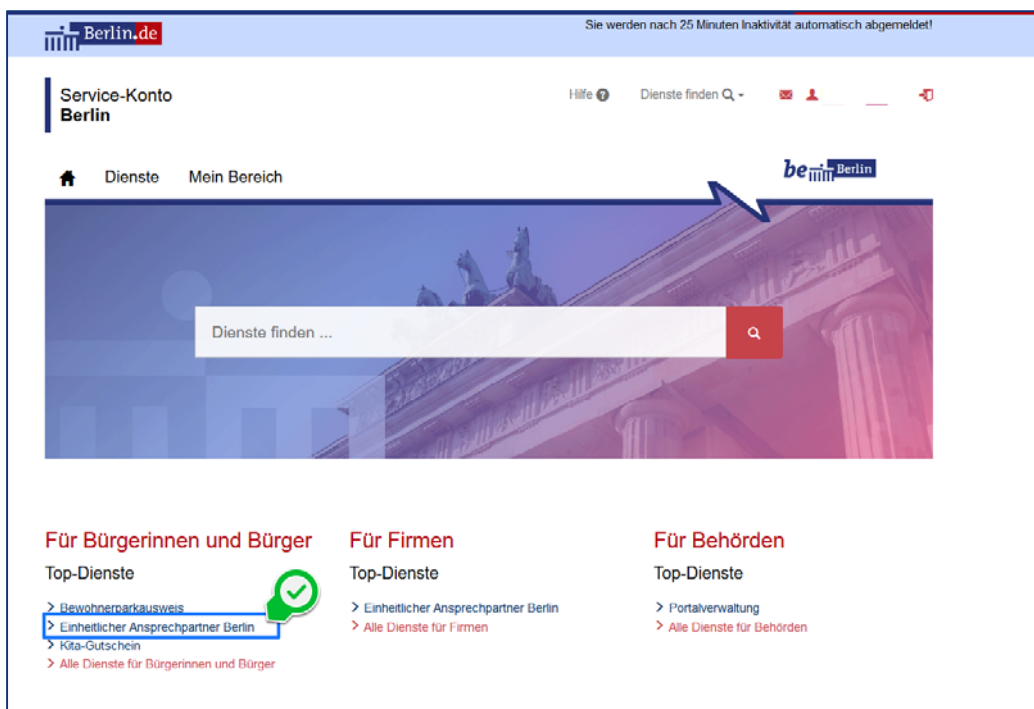 Berlin.de
Sie werden nach 25 Minuten Inaktivität automatisch abgemeldet!
Service-Konto
Berlin
Hilfe
Dienste finden
Dienste
Mein Bereich
be Berlin
Dienste finden ...
Für Bürgerinnen und Bürger
Top-Dienste
Bewohnerparkausweis
Einheitlicher Ansprechpartner Berlin
Kita-Gutschein
Alle Dienste für Bürgerinnen und Bürger
Für Firmen
Top-Dienste
Einheitlicher Ansprechpartner Berlin
Alle Dienste für Firmen
Für Behörden
Top-Dienste
Portalverwaltung
Alle Dienste für Behörden